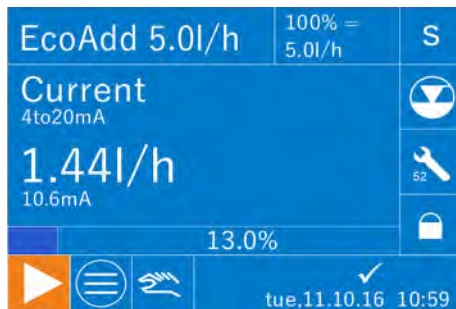 EcoAdd 5.0l/h
100% =
5.0l/h
S
Current
4to20mA
1.44l/h
10.6mA
52
13.0%
tue,11.10.16 10:59